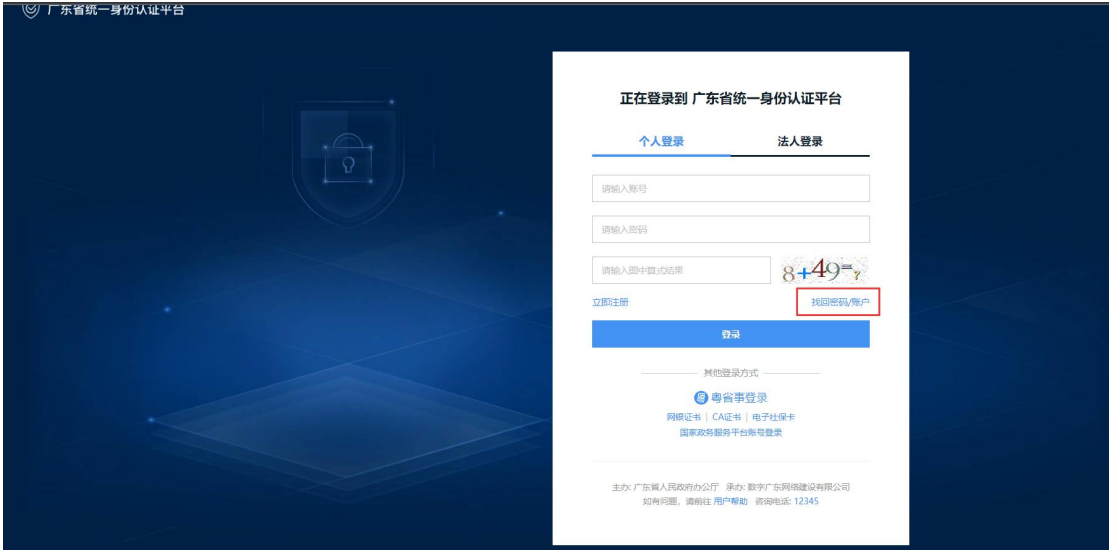 广东省统一身份认证平台
正在登录到 广东省统一身份认证平台
个人登录 法人登录
请输入账号
请输入密码
请输入图中算式结果 8+49=?
立即注册 找回密码/账户
登录
其他登录方式
粤省事登录
网银证书 | CA证书 | 电子社保卡
国家政务服务平台账号登录
主办: 广东省人民政府办公厅 承办: 数字广东网络建设有限公司
如有问题，请前往 用户帮助 咨询电话: 12345